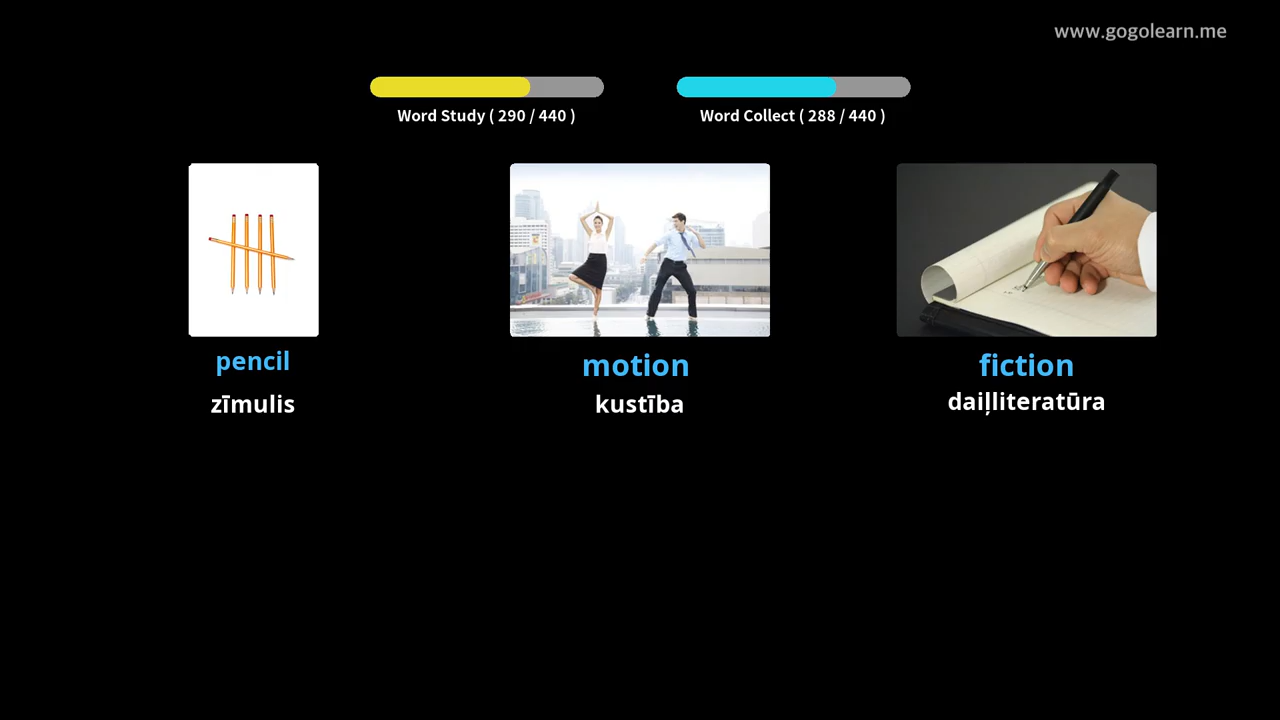 www.gogolearn.me
Word Study ( 290 / 440 )
Word Collect ( 288 / 440 )
pencil
zīmulis
motion
kustība
fiction
daiļliteratūra